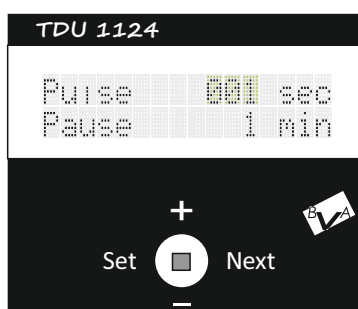 TDU 1124
Pulse 001 sec
Pause 1 min
B A
+
Set Next
−